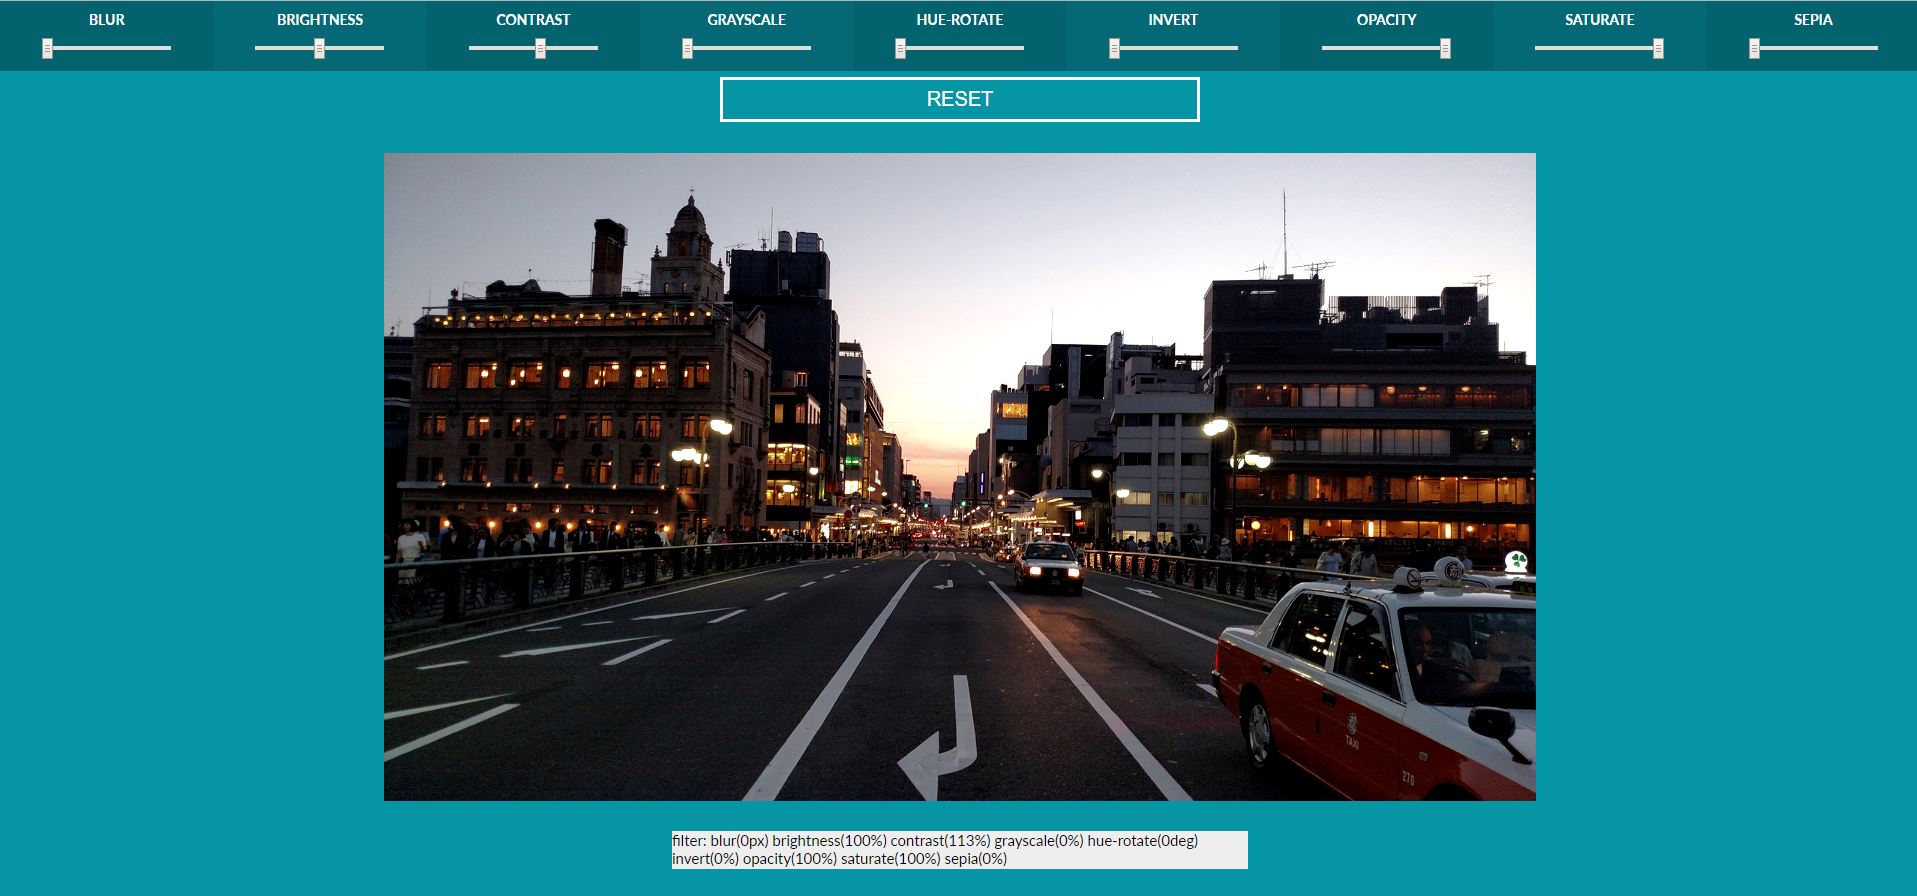 BLUR
BRIGHTNESS
CONTRAST
GRAYSCALE
HUE-ROTATE
INVERT
OPACITY
SATURATE
SEPIA
RESET
TAXI
270
filter: blur(0px) brightness(100%) contrast(113%) grayscale(0%) hue-rotate(0deg)
invert(0%) opacity(100%) saturate(100%) sepia(0%)